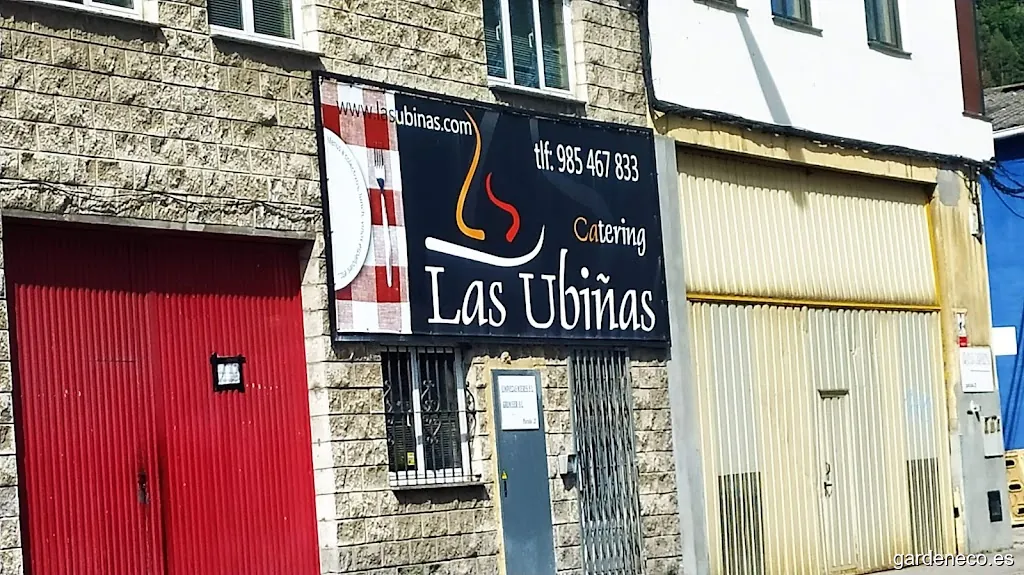 www.lasubinas.com
tlf: 985 467 833
Catering
Las Ubiñas
gardeneco.es